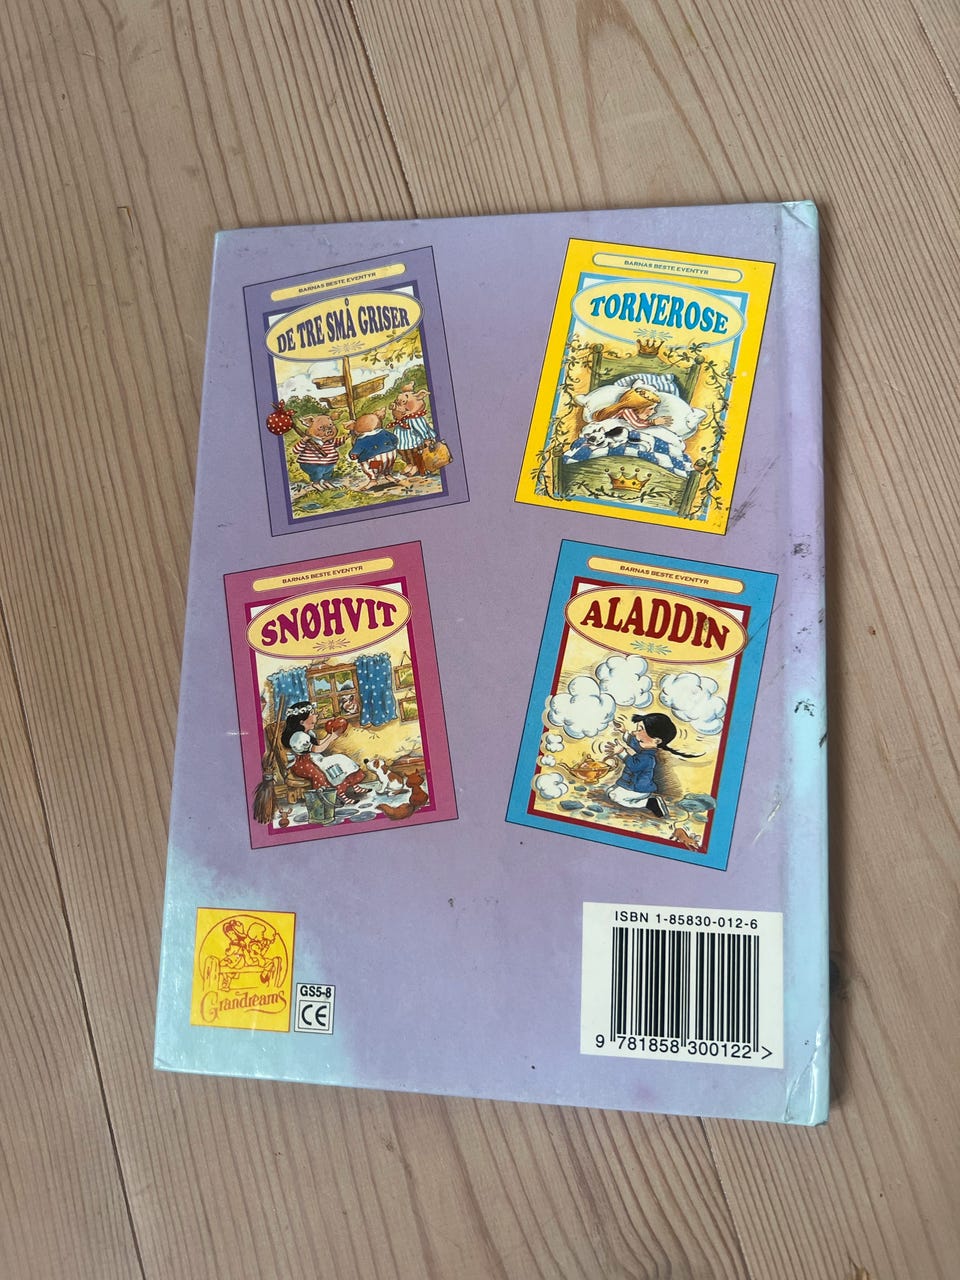 BARNAS BESTE EVENTYR
DE TRE SMÅ GRISER
BARNAS BESTE EVENTYR
TORNEROSE
BARNAS BESTE EVENTYR
SNØHVIT
BARNAS BESTE EVENTYR
ALADDIN
Grandreams
GS5-8
CE
ISBN 1-85830-012-6
9 781858 300122 >